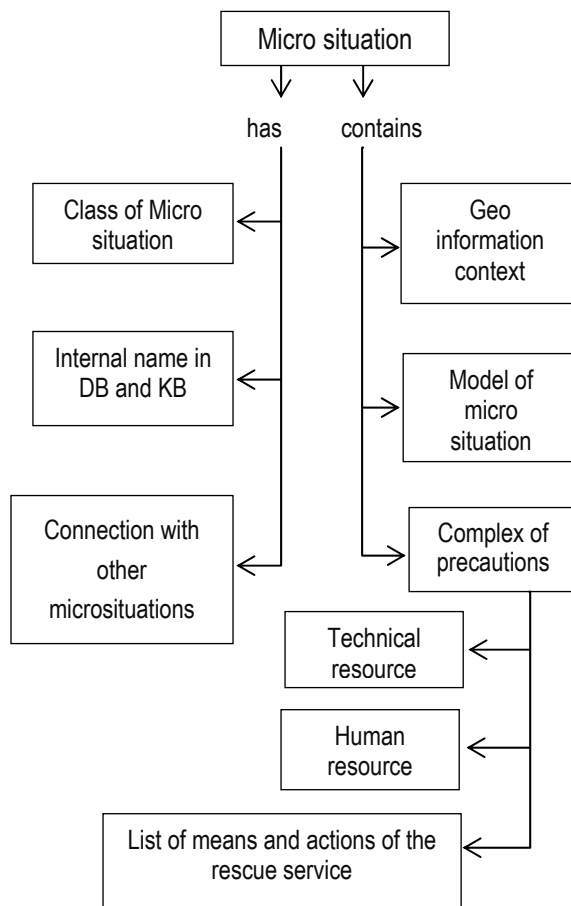 Micro situation
has
contains
Class of Micro
situation
Geo
information
context
Internal name in
DB and KB
Model of
micro
situation
Connection with
other
microsituations
Complex of
precautions
Technical
resource
Human
resource
List of means and actions of the
rescue service